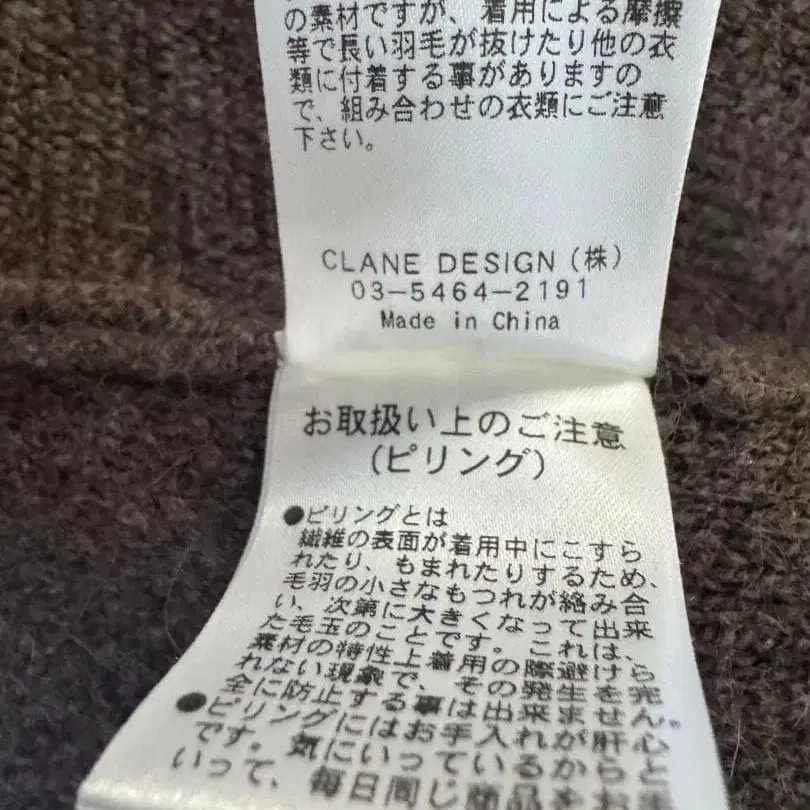 の素材ですが、着用による摩擦
等で長い羽毛が抜けたり他の衣
類に付着する事がありますの
で、組み合わせの衣類にご注意
下さい。
CLANE DESIGN（株）
03-5464-2191
Made in China
お取扱い上のご注意
(ピリング)
●ピリングとは
繊維の表面が着用中にこすら
れたり、もまれたりするため、
毛羽の小さなもつれが絡み合
い、次第に大きくなって出来
た毛玉のことです。これは、
素材の特性上着用の際避けら
れない現象で、その発生を完
全に防止する事は出来ません。
●ピリングにはお手入れが肝心
です。気にいっているからと
いって、毎日同じ商品をお